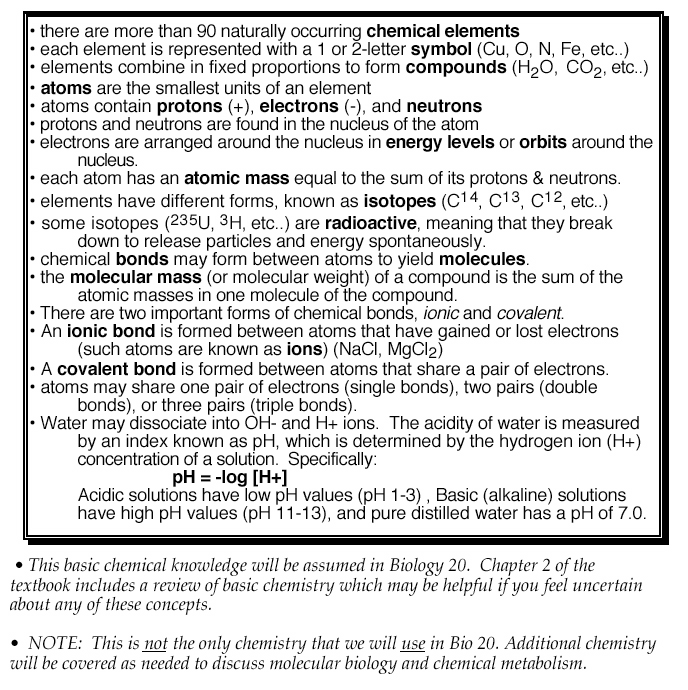 • there are more than 90 naturally occurring chemical elements
• each element is represented with a 1 or 2-letter symbol (Cu, O, N, Fe, etc..)
• elements combine in fixed proportions to form compounds (H2O, CO2, etc..)
• atoms are the smallest units of an element
• atoms contain protons (+), electrons (-), and neutrons
• protons and neutrons are found in the nucleus of the atom
• electrons are arranged around the nucleus in energy levels or orbits around the
nucleus.
• each atom has an atomic mass equal to the sum of its protons & neutrons.
• elements have different forms, known as isotopes (C14, C13, C12, etc..)
• some isotopes (235U, 3H, etc..) are radioactive, meaning that they break
down to release particles and energy spontaneously.
• chemical bonds may form between atoms to yield molecules.
• the molecular mass (or molecular weight) of a compound is the sum of the
atomic masses in one molecule of the compound.
• There are two important forms of chemical bonds, ionic and covalent.
• An ionic bond is formed between atoms that have gained or lost electrons
(such atoms are known as ions) (NaCl, MgCl2)
• A covalent bond is formed between atoms that share a pair of electrons.
• atoms may share one pair of electrons (single bonds), two pairs (double
bonds), or three pairs (triple bonds).
• Water may dissociate into OH- and H+ ions. The acidity of water is measured
by an index known as pH, which is determined by the hydrogen ion (H+)
concentration of a solution. Specifically:
pH = -log [H+]
Acidic solutions have low pH values (pH 1-3) , Basic (alkaline) solutions
have high pH values (pH 11-13), and pure distilled water has a pH of 7.0.
• This basic chemical knowledge will be assumed in Biology 20. Chapter 2 of the
textbook includes a review of basic chemistry which may be helpful if you feel uncertain
about any of these concepts.
• NOTE: This is not the only chemistry that we will use in Bio 20. Additional chemistry
will be covered as needed to discuss molecular biology and chemical metabolism.